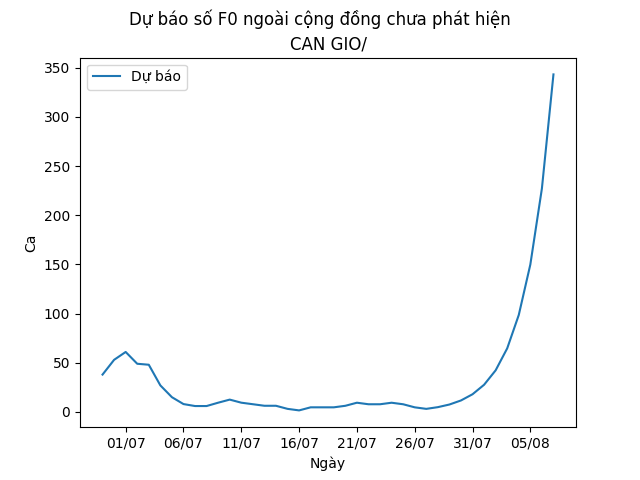 Dự báo số F0 ngoài cộng đồng chưa phát hiện
CAN GIO/
Dự báo
350
300
250
200
150
100
50
0
Ca
01/07 06/07 11/07 16/07 21/07 26/07 31/07 05/08
Ngày